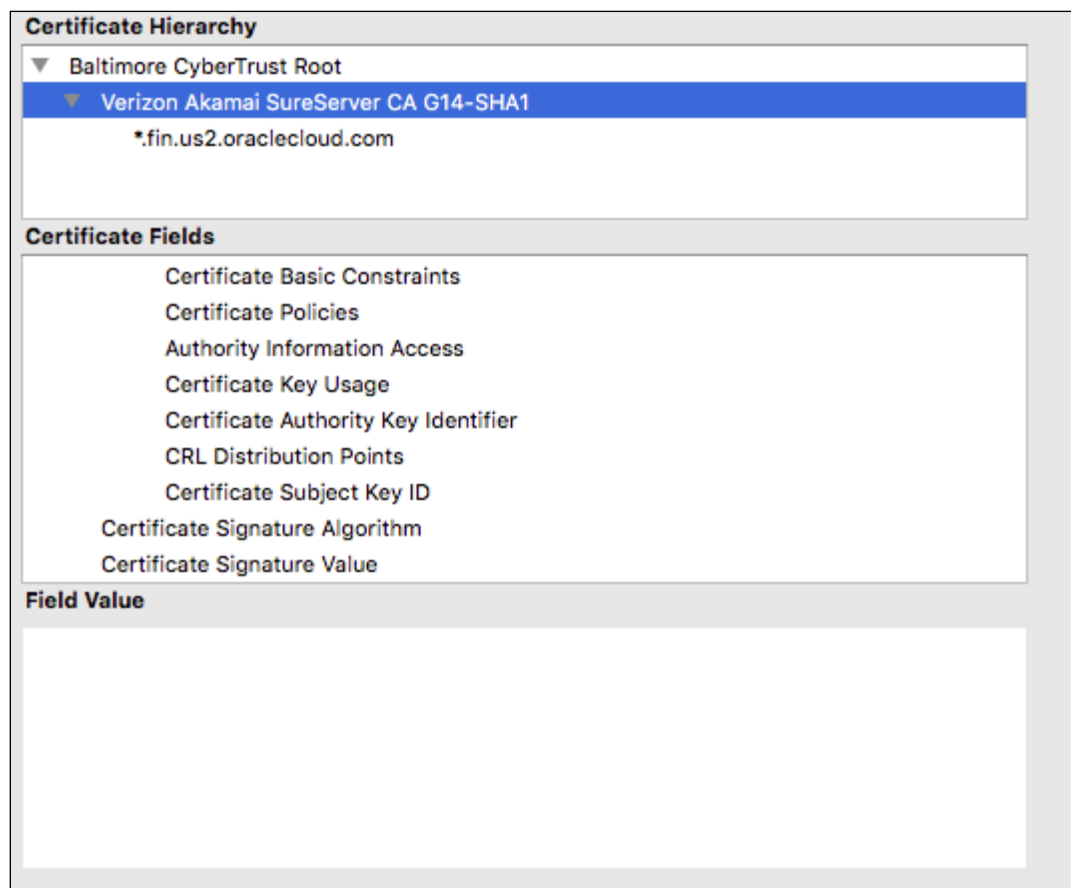 Certificate Hierarchy
Baltimore CyberTrust Root
Verizon Akamai SureServer CA G14-SHA1
*.fin.us2.oraclecloud.com
Certificate Fields
Certificate Basic Constraints
Certificate Policies
Authority Information Access
Certificate Key Usage
Certificate Authority Key Identifier
CRL Distribution Points
Certificate Subject Key ID
Certificate Signature Algorithm
Certificate Signature Value
Field Value